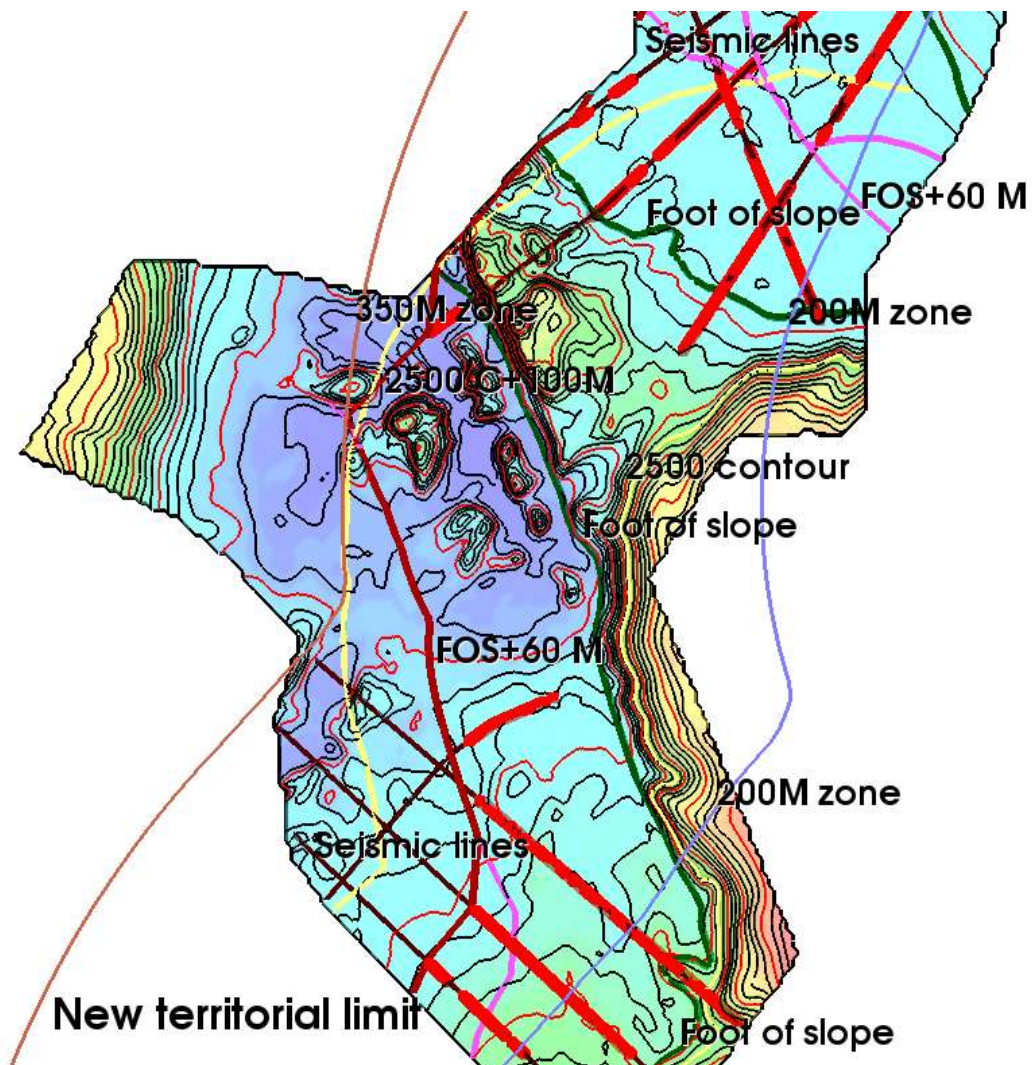 Seismic lines
FOS+60 M
Foot of slope
200M zone
350M zone
2500 C+100M
2500 contour
Foot of slope
FOS+60 M
200M zone
Seismic lines
New territorial limit
Foot of slope